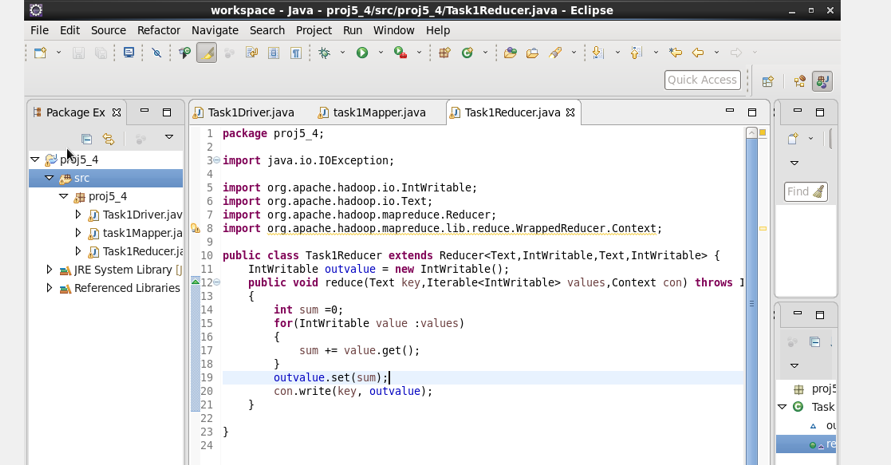 workspace - Java - proj5_4/src/proj5_4/Task1Reducer.java - Eclipse
File Edit Source Refactor Navigate Search Project Run Window Help
Quick Access
Package Ex
proj5_4
src
proj5_4
Task1Driver.jav
task1Mapper.ja
Task1Reducer.ja
JRE System Library [
Referenced Libraries
Task1Driver.java task1Mapper.java Task1Reducer.java
1 package proj5_4;
2
3 import java.io.IOException;
4
5 import org.apache.hadoop.io.IntWritable;
6 import org.apache.hadoop.io.Text;
7 import org.apache.hadoop.mapreduce.Reducer;
8 import org.apache.hadoop.mapreduce.lib.reduce.WrappedReducer.Context;
9
10 public class Task1Reducer extends Reducer<Text,IntWritable,Text,IntWritable> {
11 IntWritable outvalue = new IntWritable();
12 public void reduce(Text key,Iterable<IntWritable> values,Context con) throws I
13 {
14 int sum =0;
15 for(IntWritable value :values)
16 {
17 sum += value.get();
18 }
19 outvalue.set(sum);
20 con.write(key, outvalue);
21 }
22
23 }
24
Find
proj5
Task
ou
re